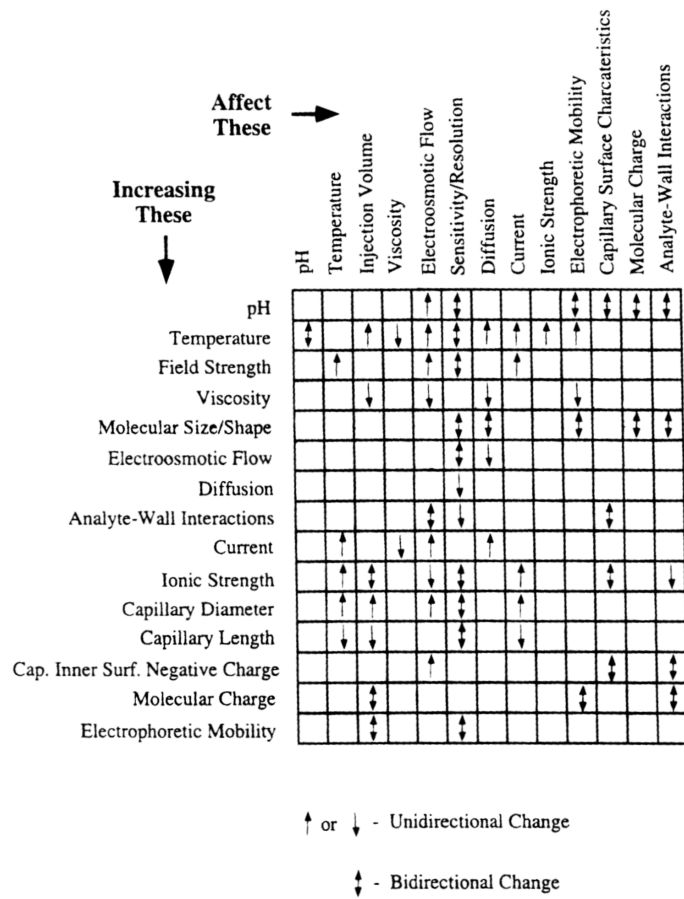 Affect
These
Increasing
These
pH
Temperature
Injection Volume
Viscosity
Electroosmotic Flow
Sensitivity/Resolution
Diffusion
Current
Ionic Strength
Electrophoretic Mobility
Capillary Surface Charcateristics
Molecular Charge
Analyte-Wall Interactions
pH
Temperature
Field Strength
Viscosity
Molecular Size/Shape
Electroosmotic Flow
Diffusion
Analyte-Wall Interactions
Current
Ionic Strength
Capillary Diameter
Capillary Length
Cap. Inner Surf. Negative Charge
Molecular Charge
Electrophoretic Mobility
↑ or ↓ - Unidirectional Change
↕ - Bidirectional Change